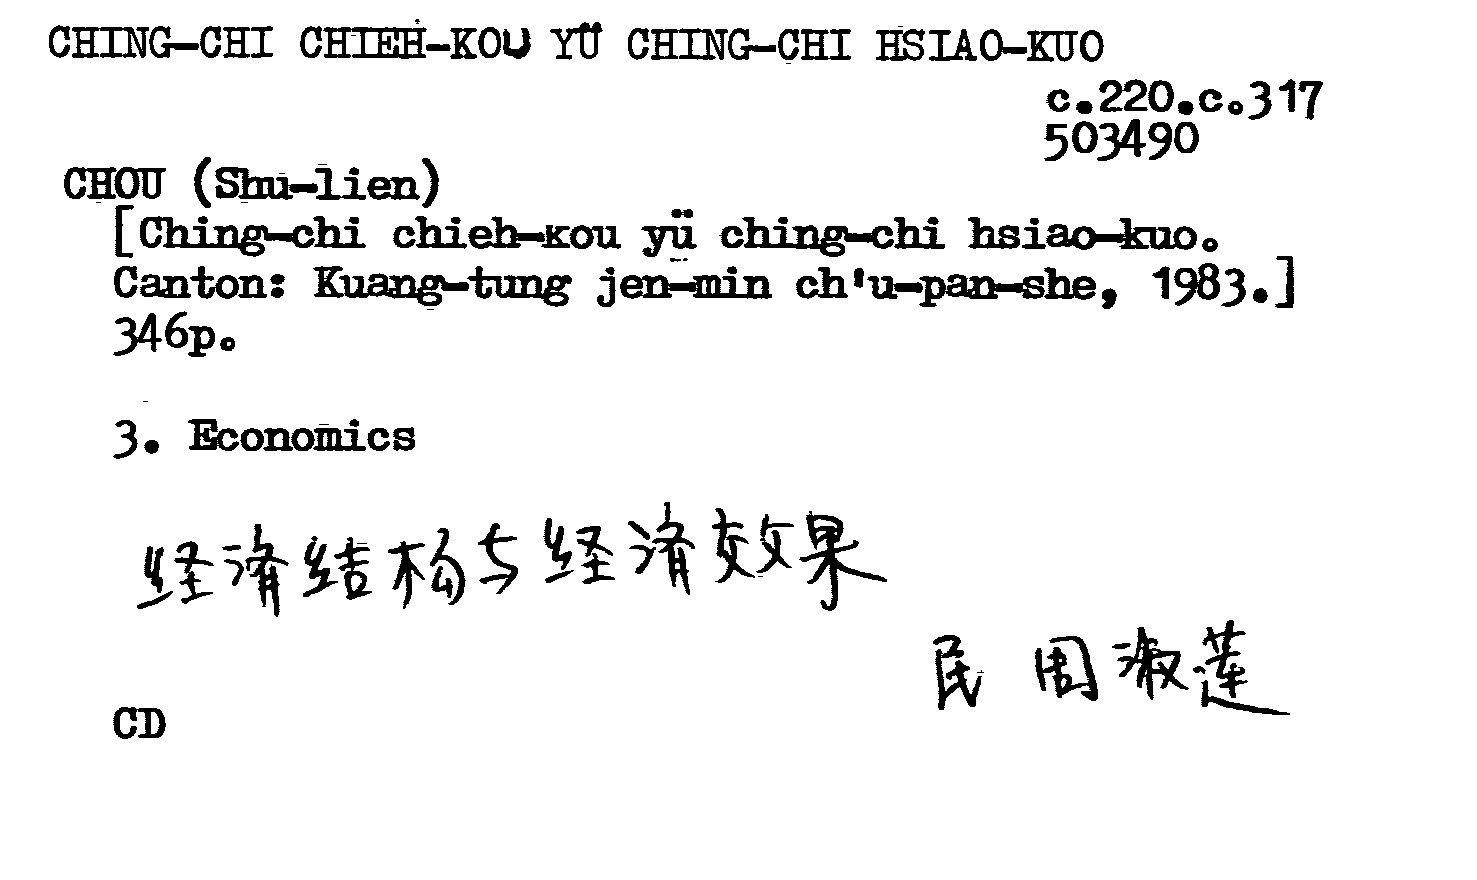 CHING-CHI CHIEH-KOU YÜ CHING-CHI HSIAO-KUO
c.220.c.317
503490
CHOU (Shu-lien)
[Ching-chi chieh-kou yü ching-chi hsiao-kuo.
Canton: Kuang-tung jen-min ch'u-pan-she, 1983.]
346p.
3. Economics
经济结构与经济效果
民 周淑莲
CD